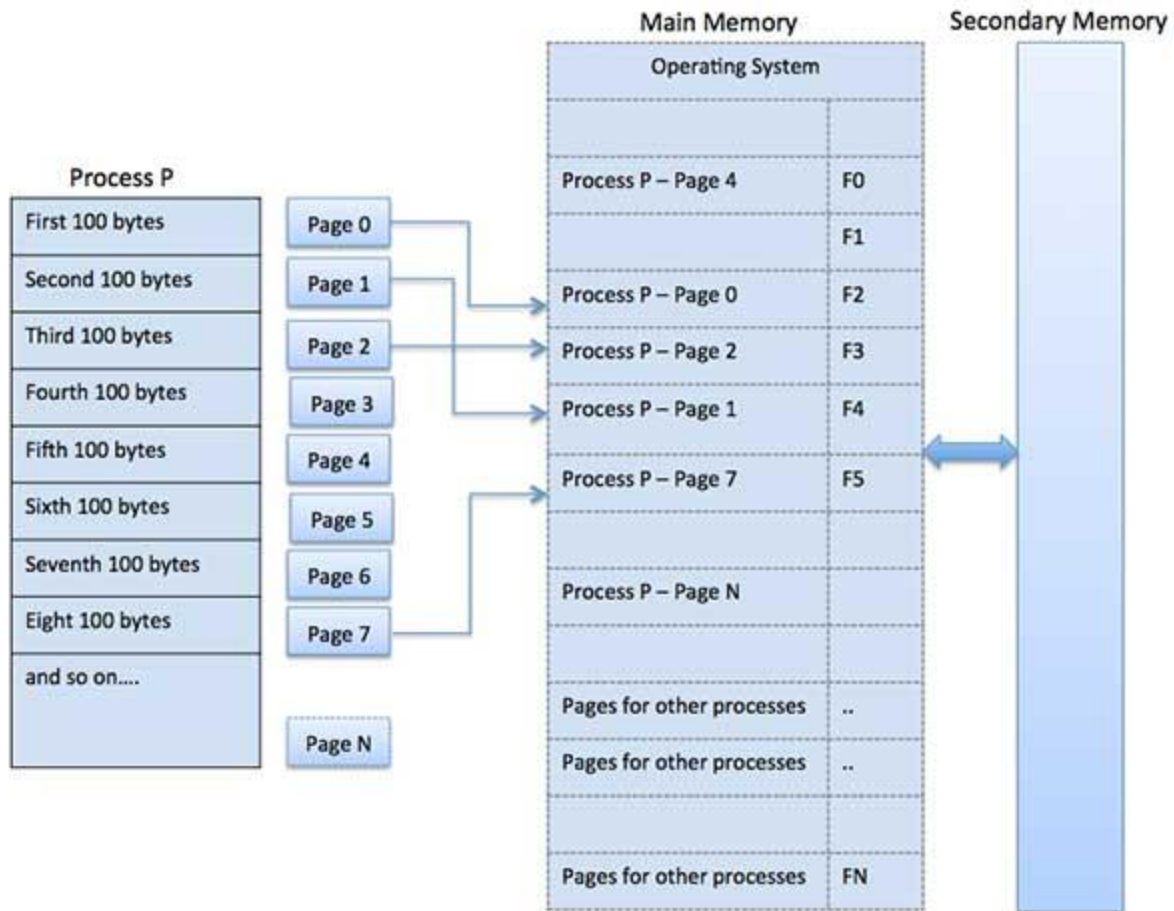 Main Memory
Secondary Memory
Operating System
Process P
First 100 bytes
Second 100 bytes
Third 100 bytes
Fourth 100 bytes
Fifth 100 bytes
Sixth 100 bytes
Seventh 100 bytes
Eight 100 bytes
and so on....
Page 0
Page 1
Page 2
Page 3
Page 4
Page 5
Page 6
Page 7
Page N
Process P – Page 4 F0
F1
Process P – Page 0 F2
Process P – Page 2 F3
Process P – Page 1 F4
Process P – Page 7 F5
Process P – Page N
Pages for other processes ..
Pages for other processes ..
Pages for other processes FN